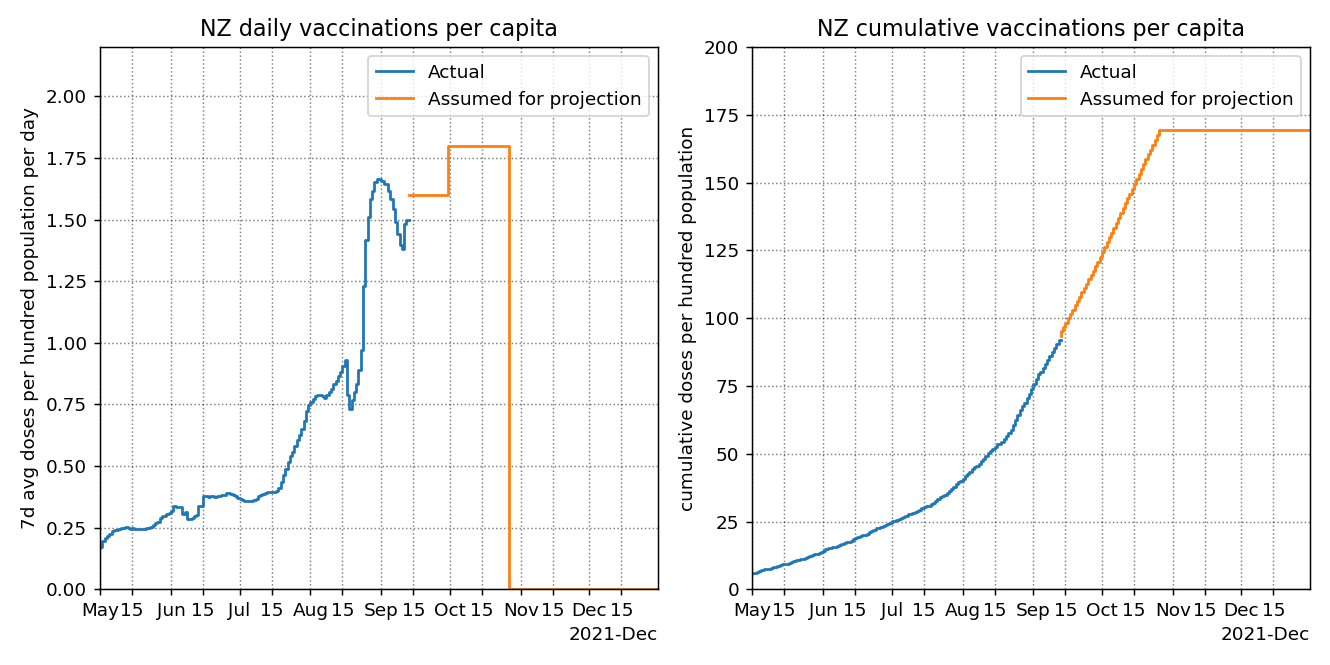 NZ daily vaccinations per capita
7d avg doses per hundred population per day
2.00
1.75
1.50
1.25
1.00
0.75
0.50
0.25
0.00
Actual
Assumed for projection
May 15 Jun 15 Jul 15 Aug 15 Sep 15 Oct 15 Nov 15 Dec 15
2021-Dec
NZ cumulative vaccinations per capita
cumulative doses per hundred population
200
175
150
125
100
75
50
25
0
Actual
Assumed for projection
May 15 Jun 15 Jul 15 Aug 15 Sep 15 Oct 15 Nov 15 Dec 15
2021-Dec